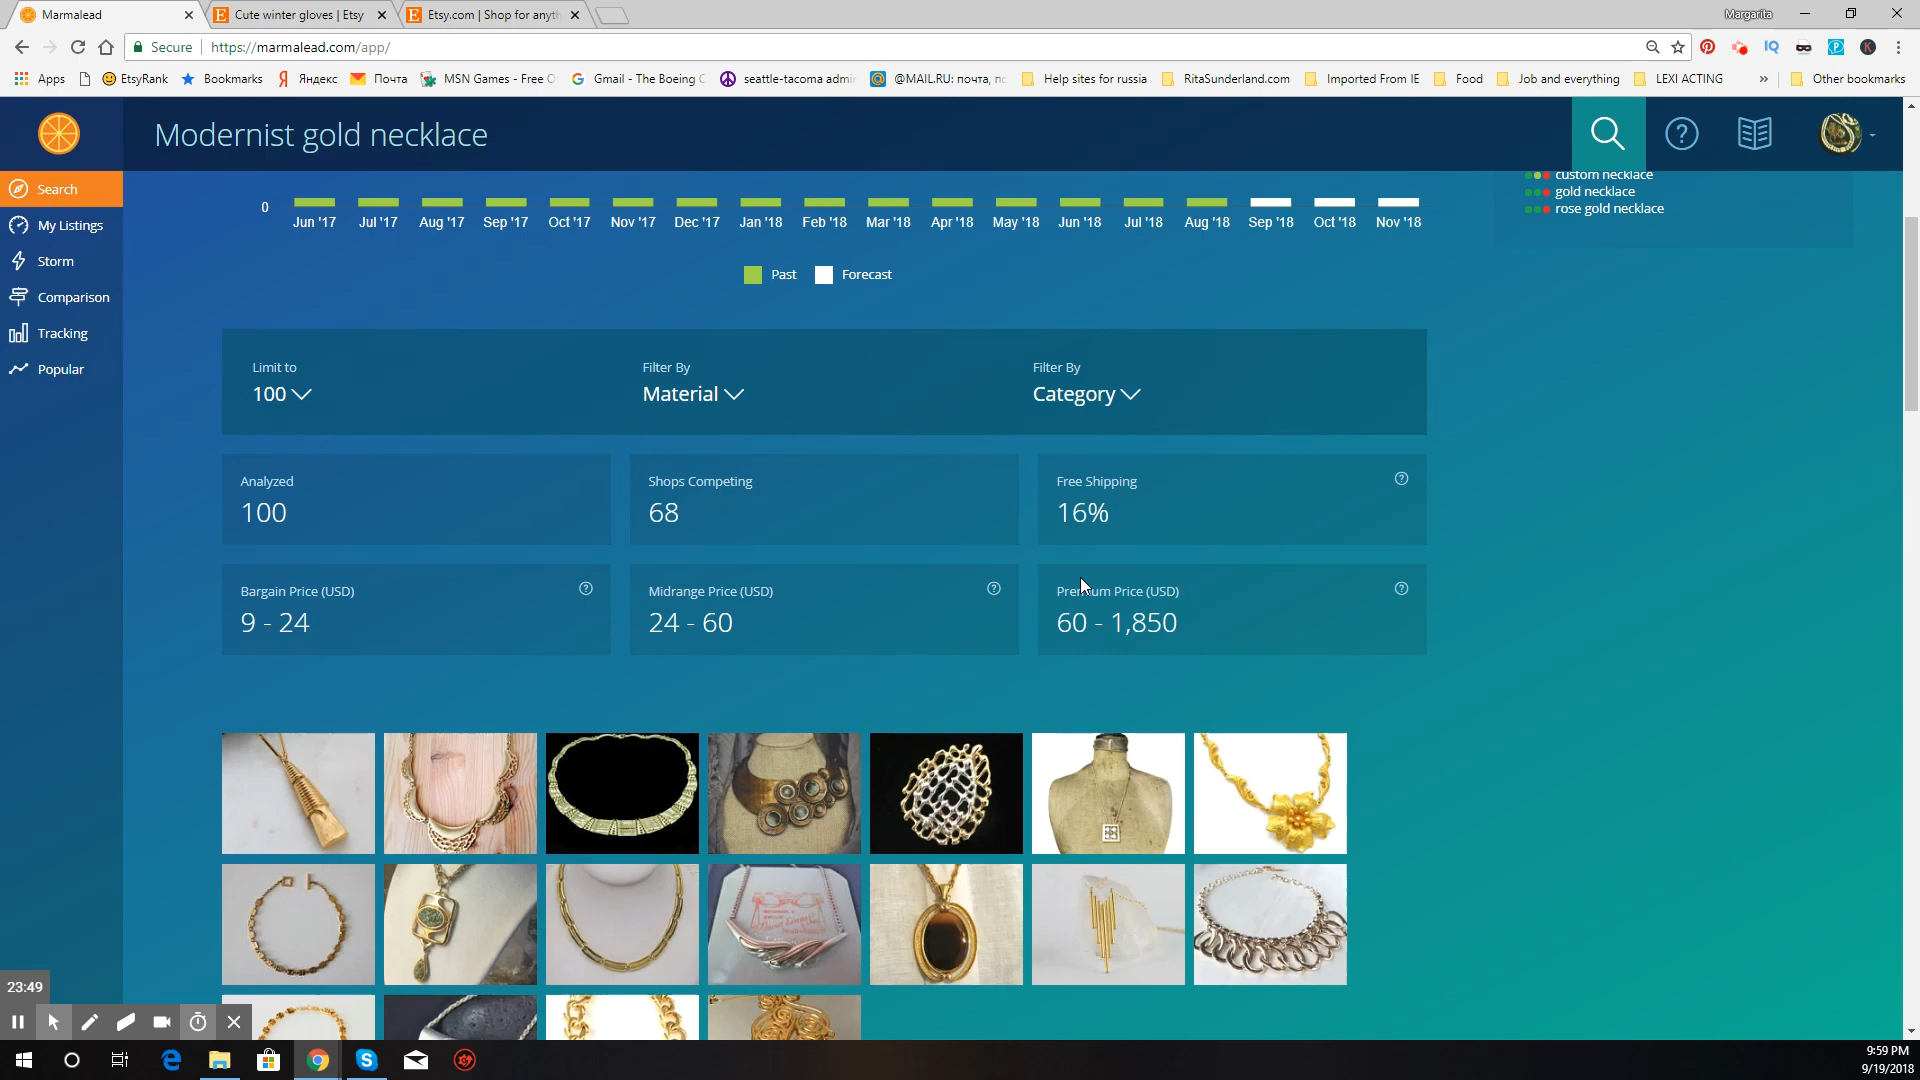 Marmalead
Cute winter gloves | Etsy
Etsy.com | Shop for anyth
Margarita
Secure
https://marmalead.com/app/
Apps
EtsyRank
Bookmarks
Яндекс
Почта
MSN Games - Free O
Gmail - The Boeing C
seattle-tacoma admi
@MAIL.RU: почта, по
Help sites for russia
RitaSunderland.com
Imported From IE
Food
Job and everything
LEXI ACTING
»
Other bookmarks
Modernist gold necklace
Search
My Listings
Storm
Comparison
Tracking
Popular
custom necklace
gold necklace
rose gold necklace
0
Jun '17 Jul '17 Aug '17 Sep '17 Oct '17 Nov '17 Dec '17 Jan '18 Feb '18 Mar '18 Apr '18 May '18 Jun '18 Jul '18 Aug '18 Sep '18 Oct '18 Nov '18
Past Forecast
Limit to
100
Filter By
Material
Filter By
Category
Analyzed
100
Shops Competing
68
Free Shipping
16%
Bargain Price (USD)
9 - 24
Midrange Price (USD)
24 - 60
Premium Price (USD)
60 - 1,850
23:49
9:59 PM
9/19/2018